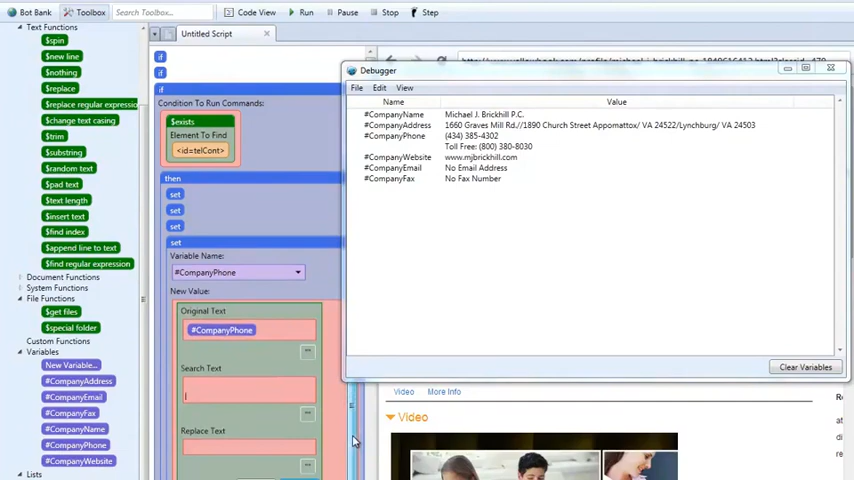 Bot Bank
Toolbox
Search Toolbox...
Code View
Run
Pause
Stop
Step
Text Functions
$spin
$new line
$nothing
$replace
$replace regular expressio
$change text casing
$trim
$substring
$random text
$pad text
$text length
$insert text
$find index
$append line to text
$find regular expression
Document Functions
System Functions
File Functions
$get files
$special folder
Custom Functions
Variables
New Variable...
#CompanyAddress
#CompanyEmail
#CompanyFax
#CompanyName
#CompanyPhone
#CompanyWebsite
Lists
Untitled Script
if
if
if
Condition To Run Commands:
$exists
Element To Find
<id=telCont>
then
set
set
set
set
Variable Name:
#CompanyPhone
New Value:
Original Text
#CompanyPhone
Search Text
Replace Text
Debugger
File Edit View
Name Value
#CompanyName Michael J. Brickhill P.C.
#CompanyAddress 1660 Graves Mill Rd.//1890 Church Street Appomattox/ VA 24522/Lynchburg/ VA 24503
#CompanyPhone (434) 385-4302
Toll Free: (800) 380-8030
#CompanyWebsite www.mjbrickhill.com
#CompanyEmail No Email Address
#CompanyFax No Fax Number
Clear Variables
Video More Info
Video